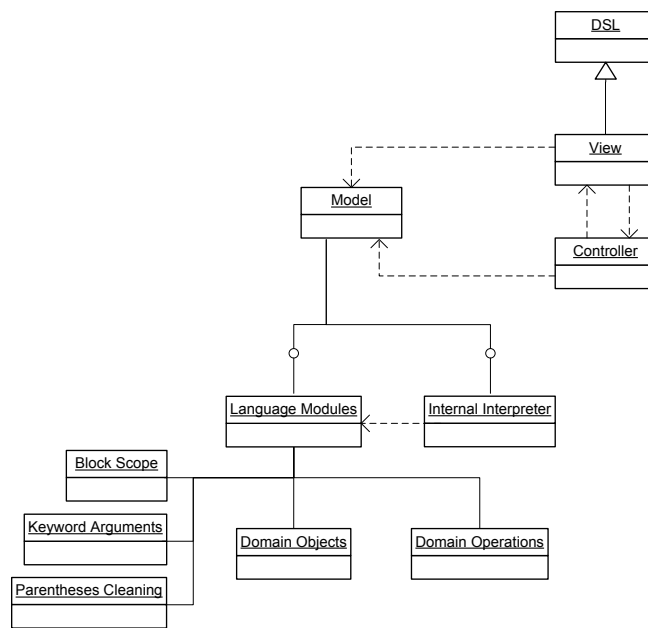 DSL
View
Model
Controller
Language Modules
Internal Interpreter
Block Scope
Keyword Arguments
Domain Objects
Domain Operations
Parentheses Cleaning